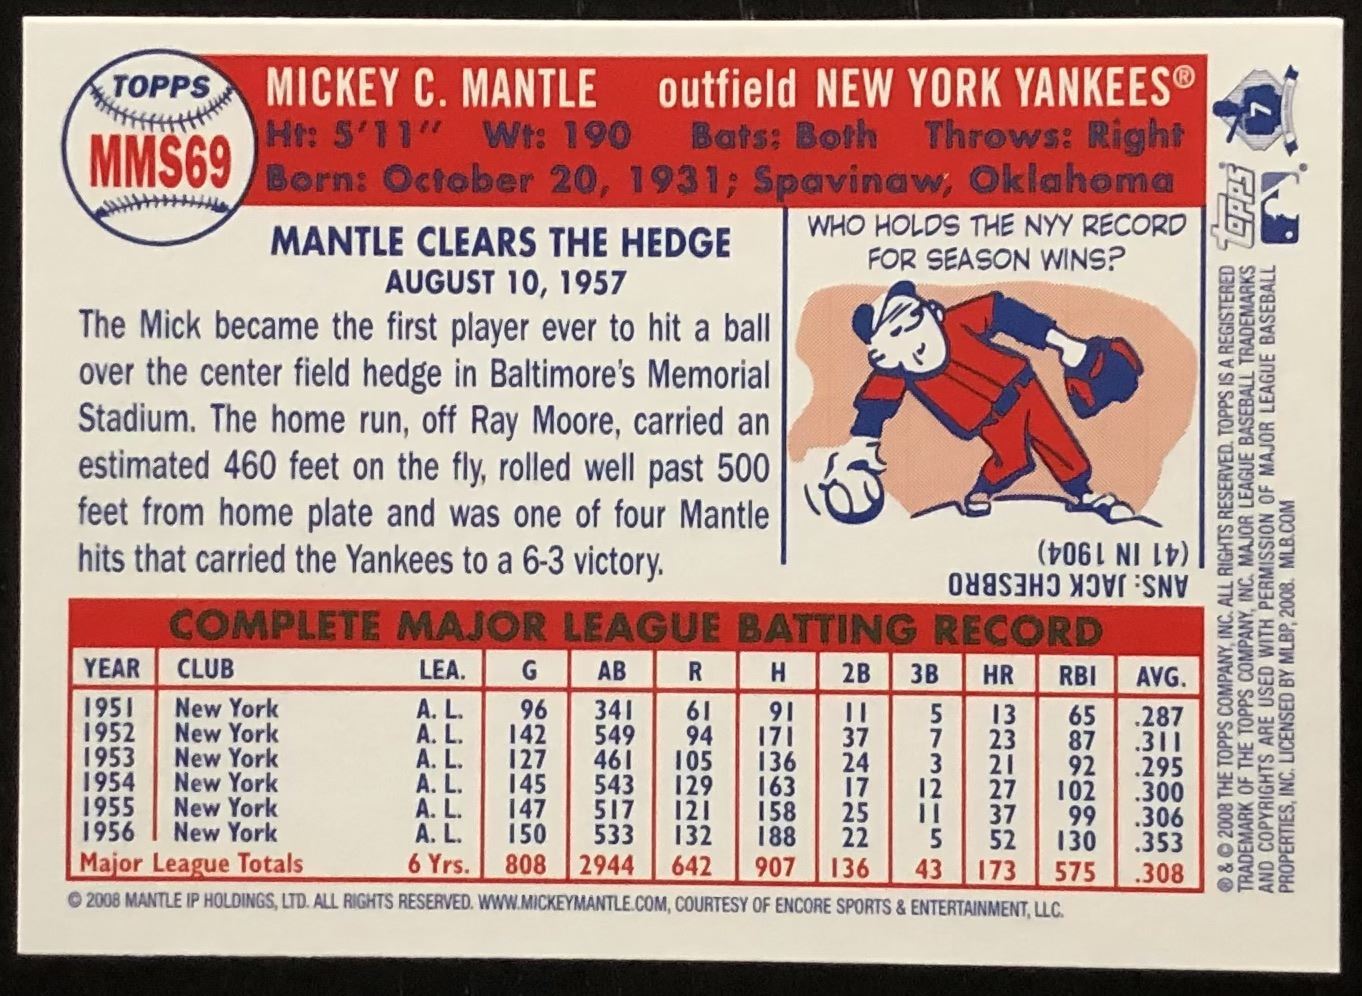 TOPPS
MMS69
MICKEY C. MANTLE outfield NEW YORK YANKEES®
Ht: 5'11" Wt: 190 Bats: Both Throws: Right
Born: October 20, 1931; Spavinaw, Oklahoma
MANTLE CLEARS THE HEDGE
AUGUST 10, 1957
The Mick became the first player ever to hit a ball
over the center field hedge in Baltimore's Memorial
Stadium. The home run, off Ray Moore, carried an
estimated 460 feet on the fly, rolled well past 500
feet from home plate and was one of four Mantle
hits that carried the Yankees to a 6-3 victory.
WHO HOLDS THE NYY RECORD
FOR SEASON WINS?
ANS: JACK CHESBRO
(41 IN 1904)
COMPLETE MAJOR LEAGUE BATTING RECORD
YEAR CLUB LEA. G AB R H 2B 3B HR RBI AVG.
1951 New York A. L. 96 341 61 91 11 5 13 65 .287
1952 New York A. L. 142 549 94 171 37 7 23 87 .311
1953 New York A. L. 127 461 105 136 24 3 21 92 .295
1954 New York A. L. 145 543 129 163 17 12 27 102 .300
1955 New York A. L. 147 517 121 158 25 11 37 99 .306
1956 New York A. L. 150 533 132 188 22 5 52 130 .353
Major League Totals 6 Yrs. 808 2944 642 907 136 43 173 575 .308
© 2008 MANTLE IP HOLDINGS, LTD. ALL RIGHTS RESERVED. WWW.MICKEYMANTLE.COM, COURTESY OF ENCORE SPORTS & ENTERTAINMENT, LLC.
7
Topps
® & © 2008 THE TOPPS COMPANY, INC. ALL RIGHTS RESERVED. TOPPS IS A REGISTERED
TRADEMARK OF THE TOPPS COMPANY, INC. MAJOR LEAGUE BASEBALL TRADEMARKS
AND COPYRIGHTS ARE USED WITH PERMISSION OF MAJOR LEAGUE BASEBALL
PROPERTIES, INC. LICENSED BY MLBP, 2008. MLB.COM